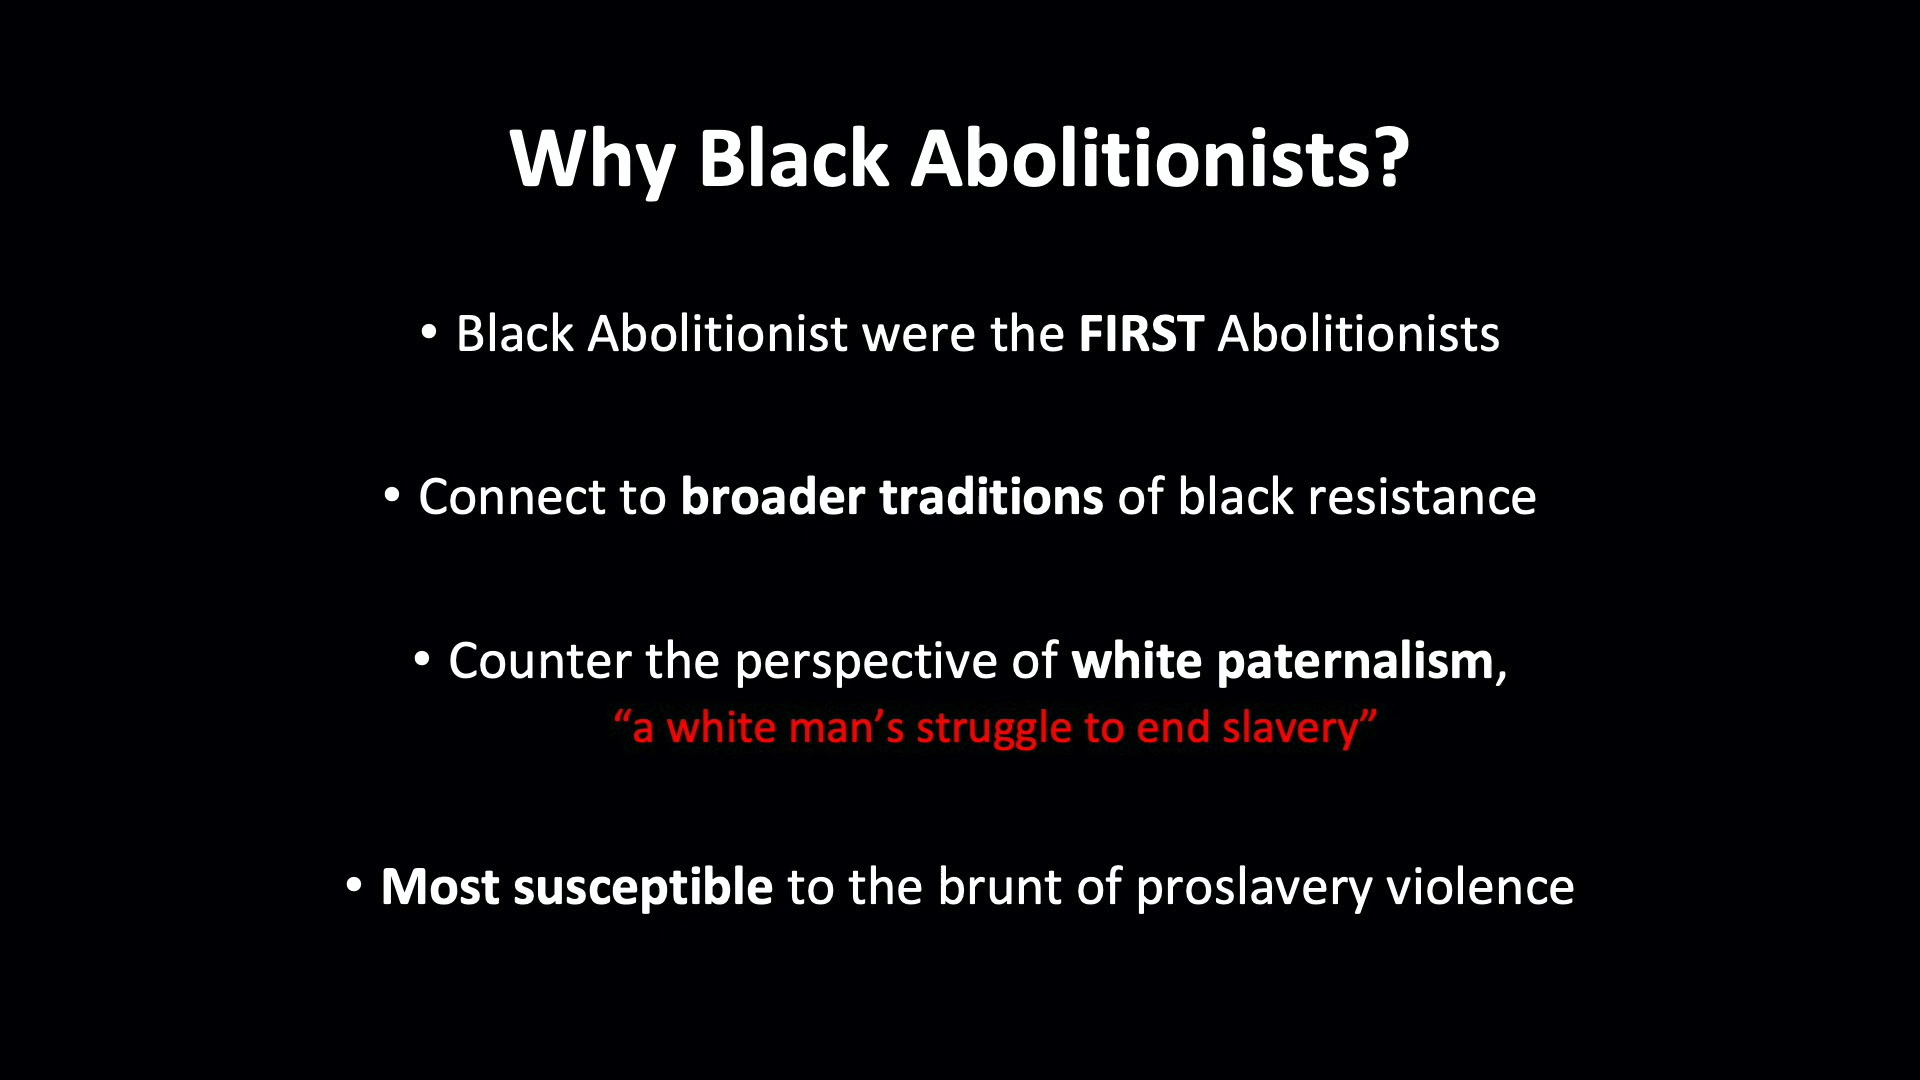 Why Black Abolitionists?
• Black Abolitionist were the FIRST Abolitionists
• Connect to broader traditions of black resistance
• Counter the perspective of white paternalism,
“a white man’s struggle to end slavery”
• Most susceptible to the brunt of proslavery violence